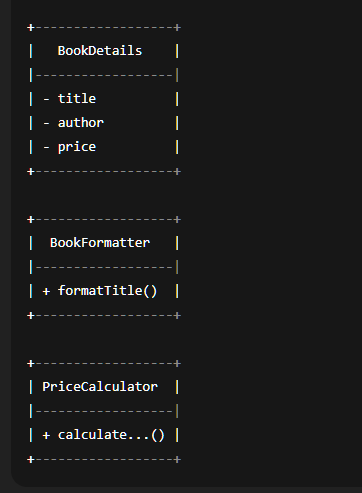 +------------------+
|   BookDetails    |
|------------------|
| - title          |
| - author         |
| - price          |
+------------------+
+------------------+
|  BookFormatter   |
|------------------|
| + formatTitle()  |
+------------------+
+------------------+
| PriceCalculator  |
|------------------|
| + calculate...() |
+------------------+